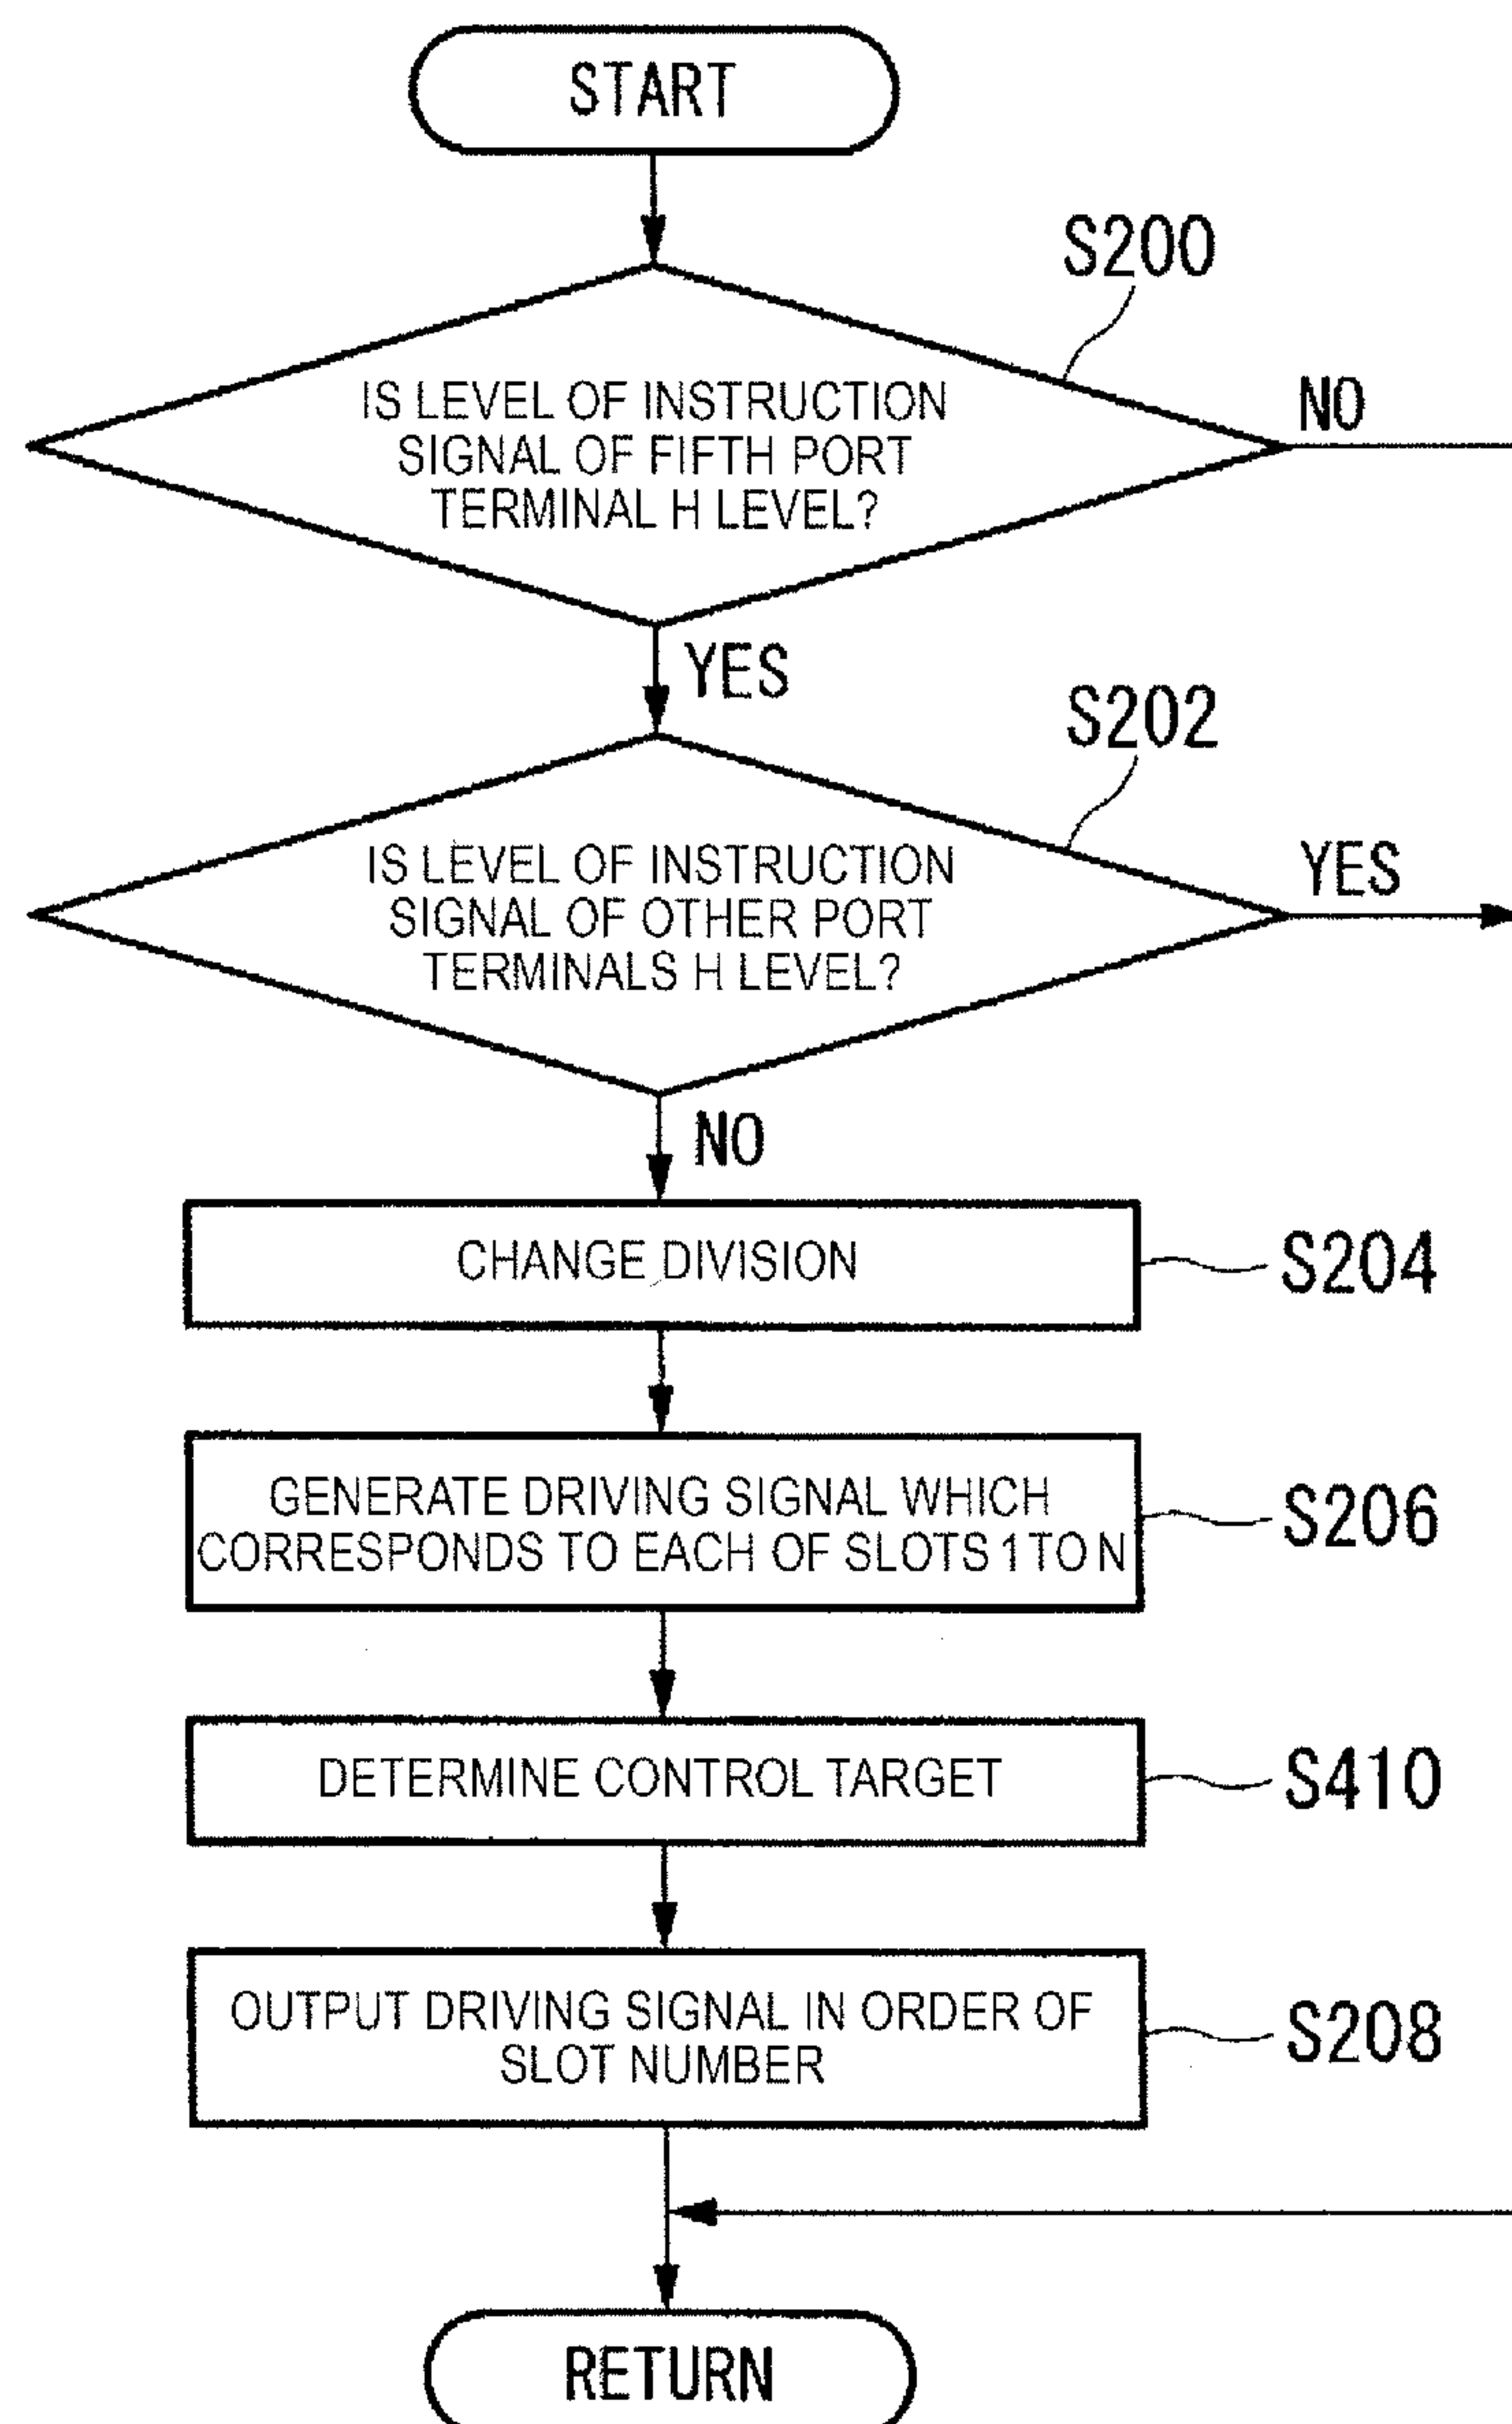 START
S200
IS LEVEL OF INSTRUCTION
SIGNAL OF FIFTH PORT
TERMINAL H LEVEL?
NO
YES
S202
IS LEVEL OF INSTRUCTION
SIGNAL OF OTHER PORT
TERMINALS H LEVEL?
YES
NO
CHANGE DIVISION
S204
GENERATE DRIVING SIGNAL WHICH
CORRESPONDS TO EACH OF SLOTS 1 TO N
S206
DETERMINE CONTROL TARGET
S410
OUTPUT DRIVING SIGNAL IN ORDER OF
SLOT NUMBER
S208
RETURN